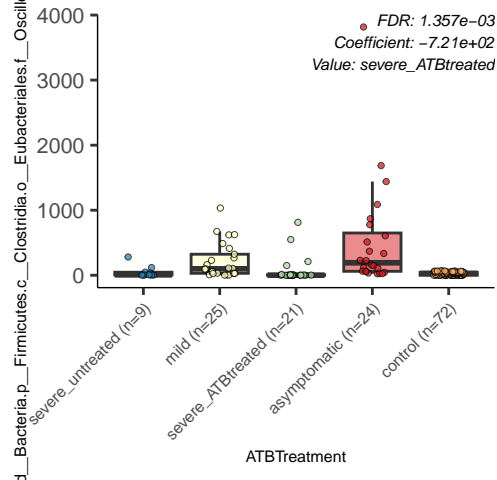 d__Bacteria.p__Firmicutes.c__Clostridia.o__Eubacteriales.f__Oscillo
4000
3000
2000
1000
0
FDR: 1.357e−03
Coefficient: −7.21e+02
Value: severe_ATBtreated
severe_untreated (n=9)
mild (n=25)
severe_ATBtreated (n=21)
asymptomatic (n=24)
control (n=72)
ATBTreatment